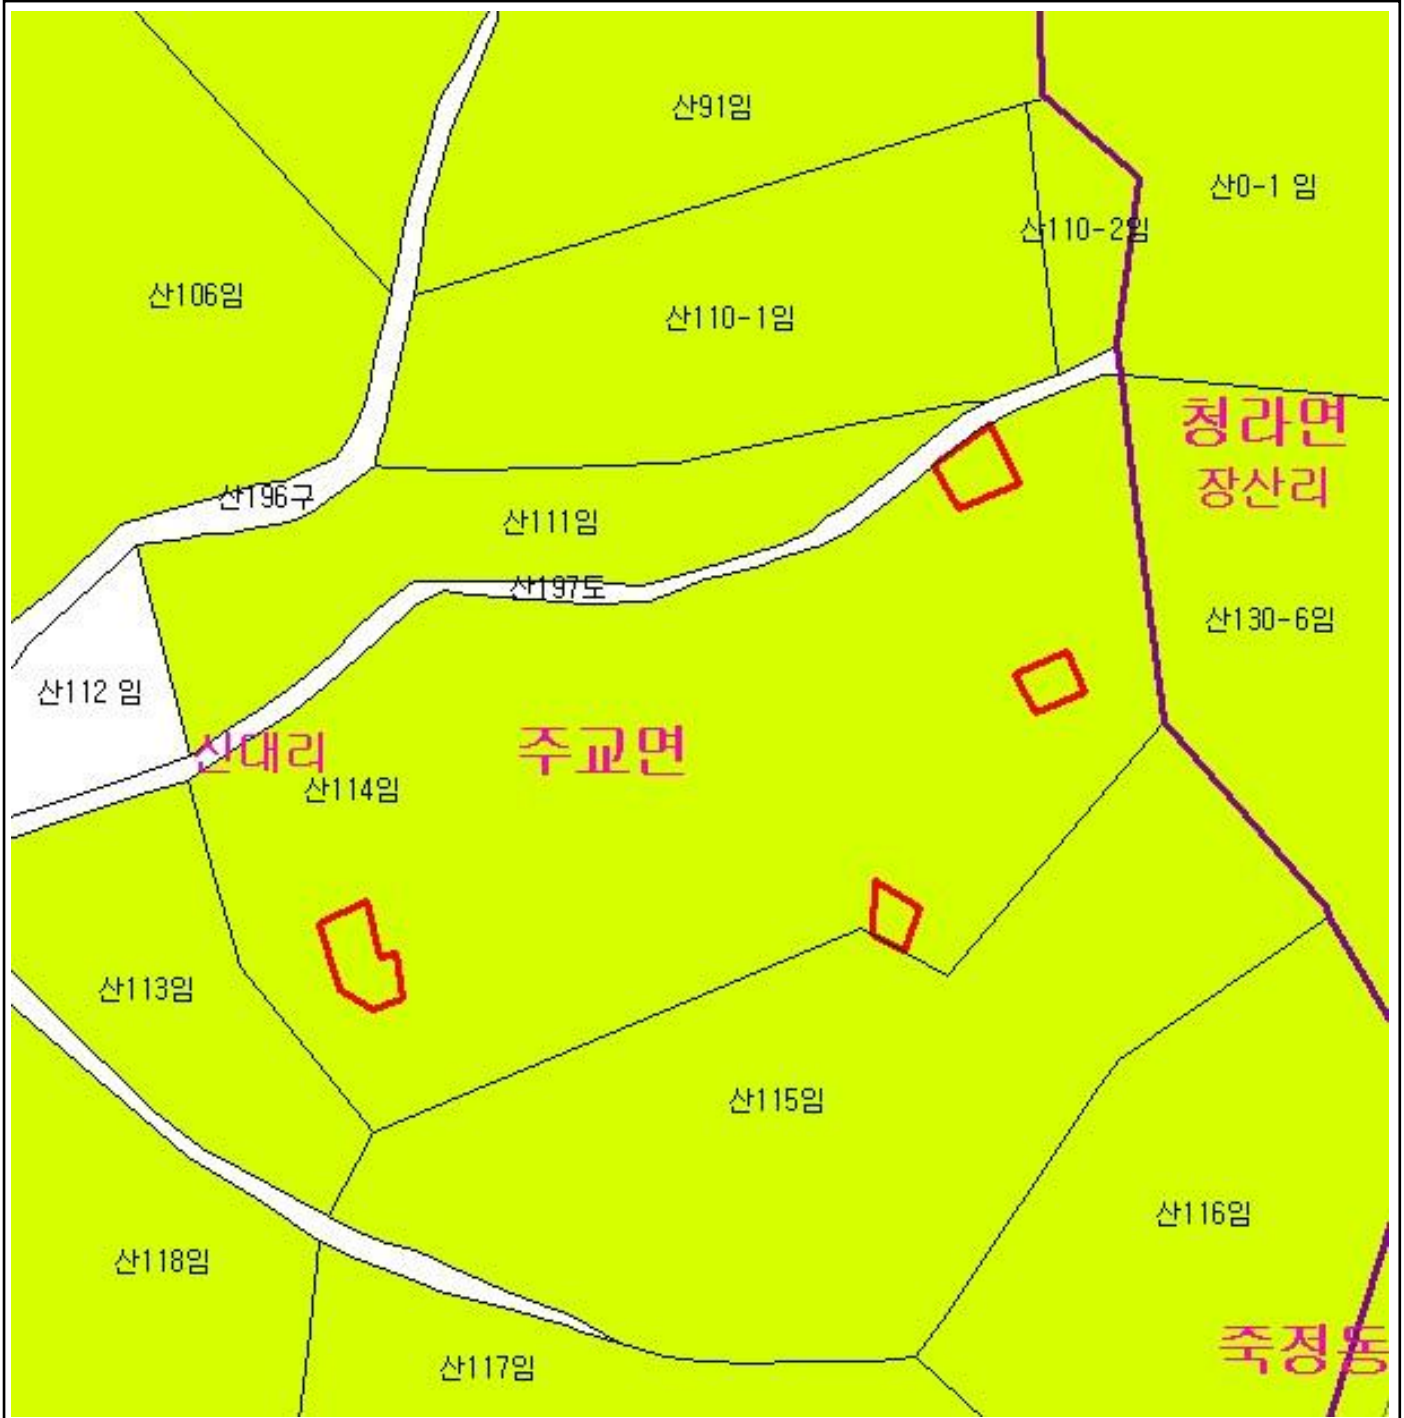 산91임
산0-1 임
산110-2임
산106임
산110-1임
청라면
장산리
산196구
산111임
산197도
산130-6임
산112 임
신대리
주교면
산114임
산113임
산115임
산116임
산118임
죽정동
산117임